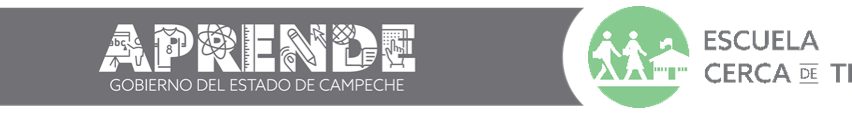 APRENDE
GOBIERNO DEL ESTADO DE CAMPECHE
ESCUELA
CERCA DE TI